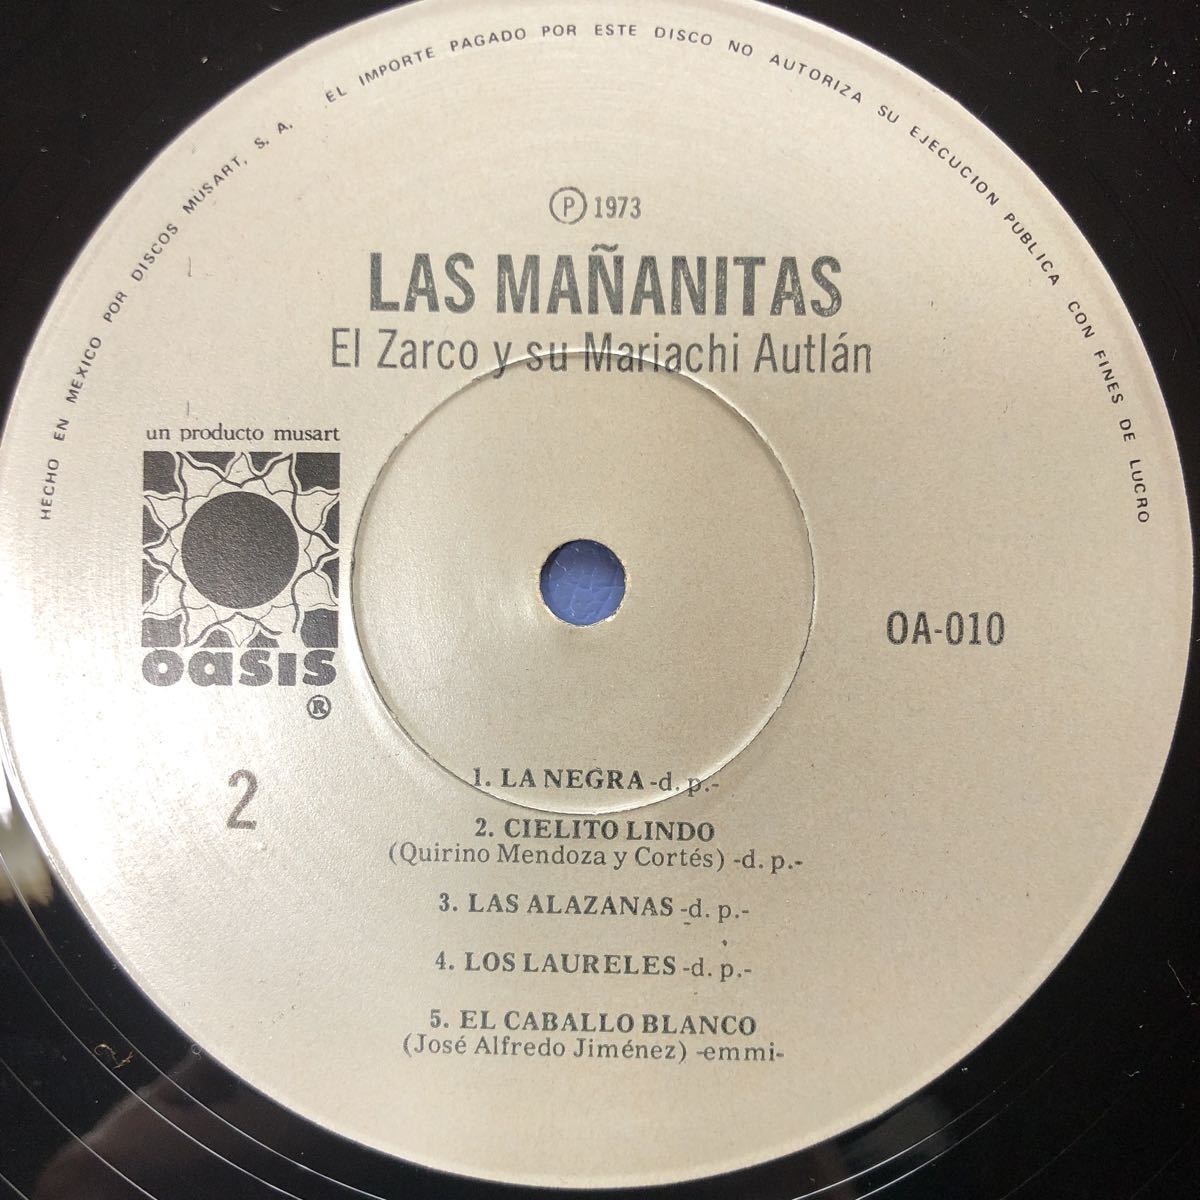 HECHO EN MEXICO POR DISCOS MUSART, S. A. EL IMPORTE PAGADO POR ESTE DISCO NO AUTORIZA SU EJECUCION PUBLICA CON FINES DE LUCRO
Ⓟ 1973
LAS MAÑANITAS
El Zarco y su Mariachi Autlán
un producto musart
oasis
®
OA-010
2
1. LA NEGRA -d. p.-
2. CIELITO LINDO
(Quirino Mendoza y Cortés) -d. p.-
3. LAS ALAZANAS -d. p.-
4. LOS LAURELES -d. p.-
5. EL CABALLO BLANCO
(José Alfredo Jiménez) -emmi-